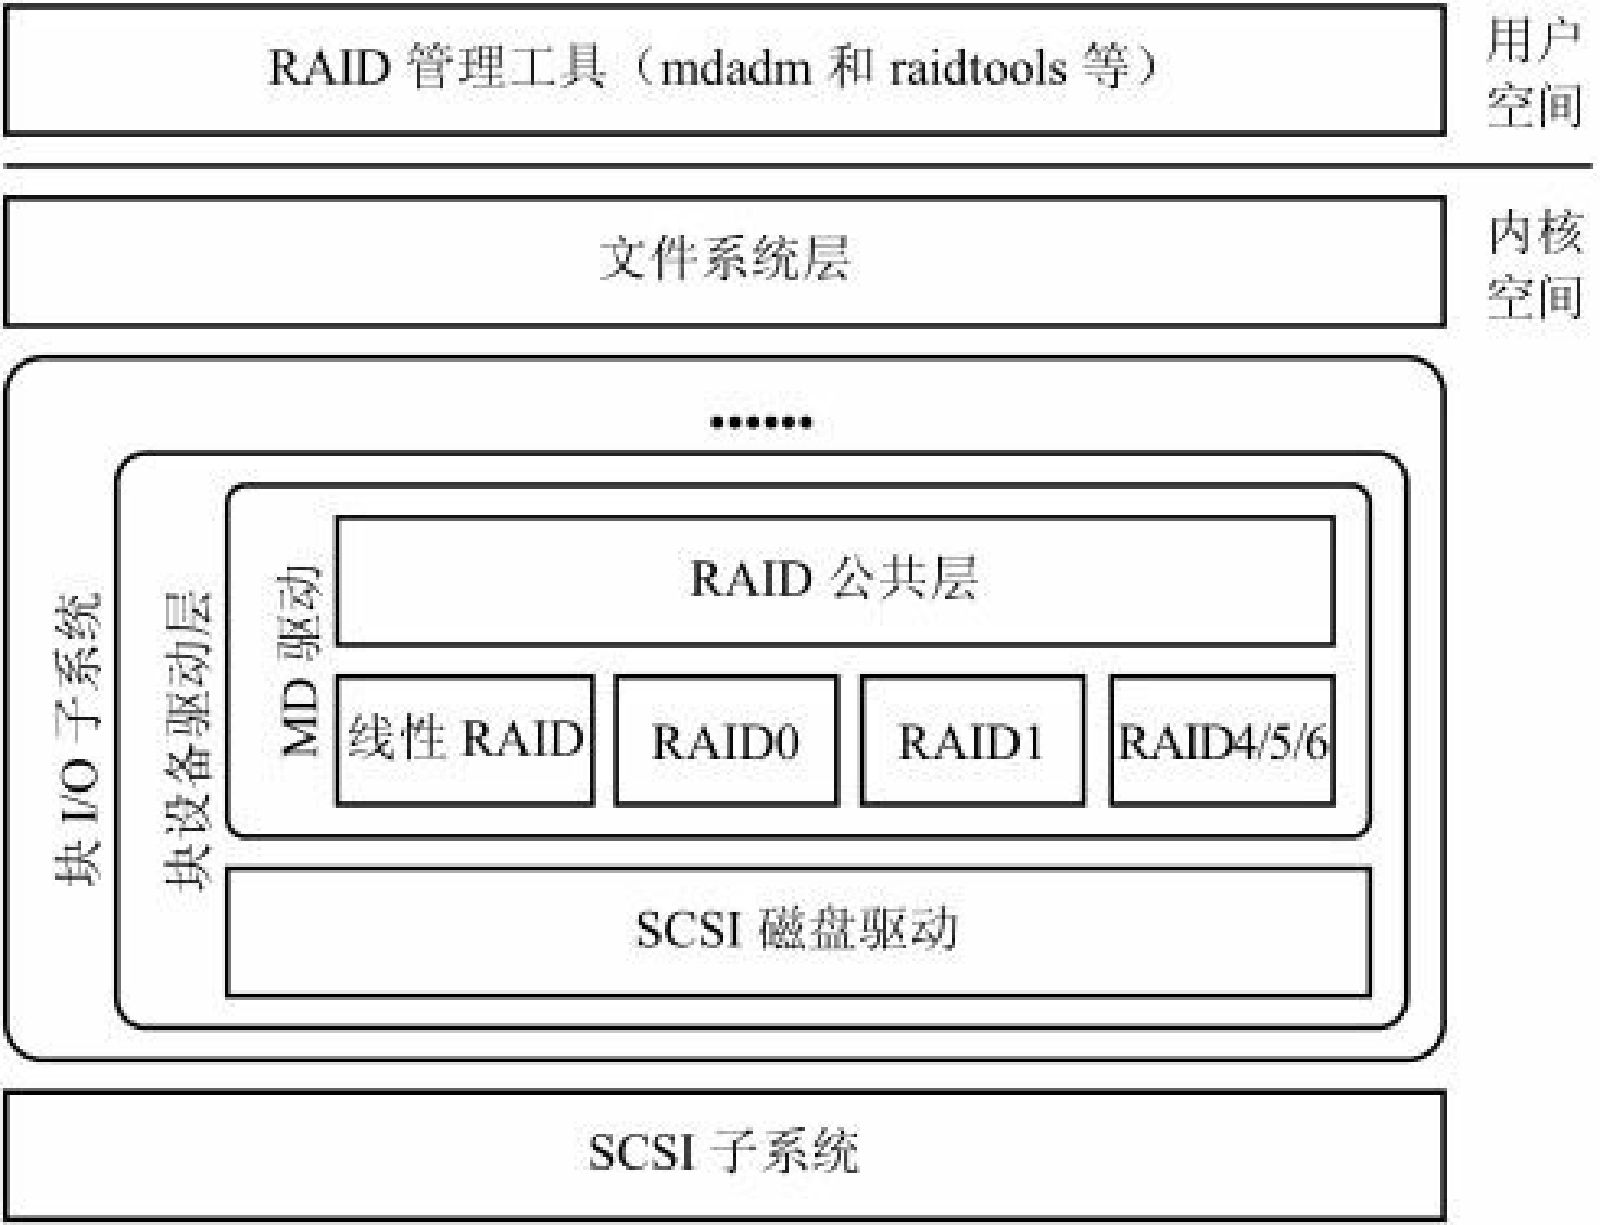 RAID 管理工具（mdadm 和 raidtools 等）
用户
空间
文件系统层
内核
空间
......
块 I/O 子系统
块设备驱动层
MD 驱动
RAID 公共层
线性 RAID
RAID0
RAID1
RAID4/5/6
SCSI 磁盘驱动
SCSI 子系统